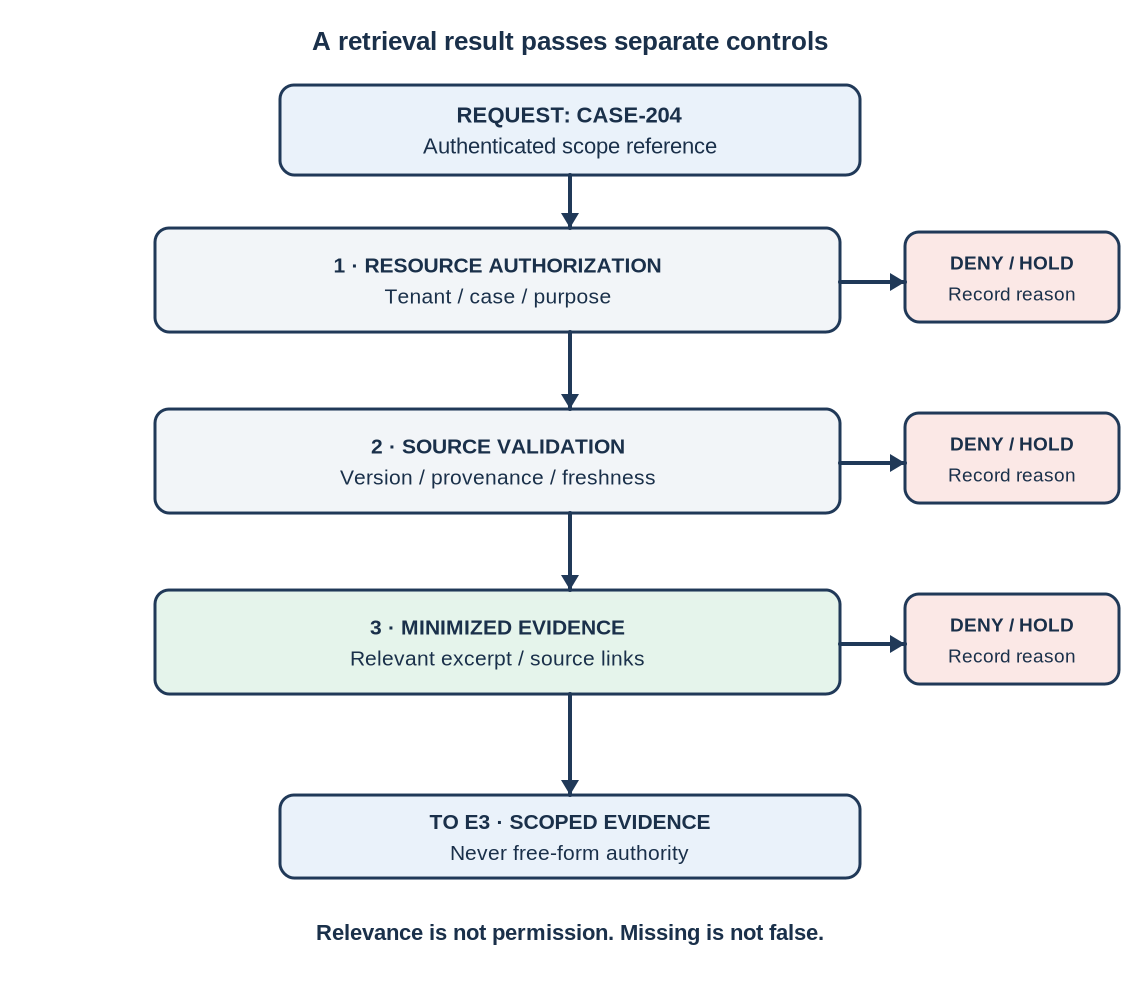 A retrieval result passes separate controls
REQUEST: CASE-204
Authenticated scope reference
1 · RESOURCE AUTHORIZATION
Tenant / case / purpose
DENY / HOLD
Record reason
2 · SOURCE VALIDATION
Version / provenance / freshness
DENY / HOLD
Record reason
3 · MINIMIZED EVIDENCE
Relevant excerpt / source links
DENY / HOLD
Record reason
TO E3 · SCOPED EVIDENCE
Never free-form authority
Relevance is not permission. Missing is not false.